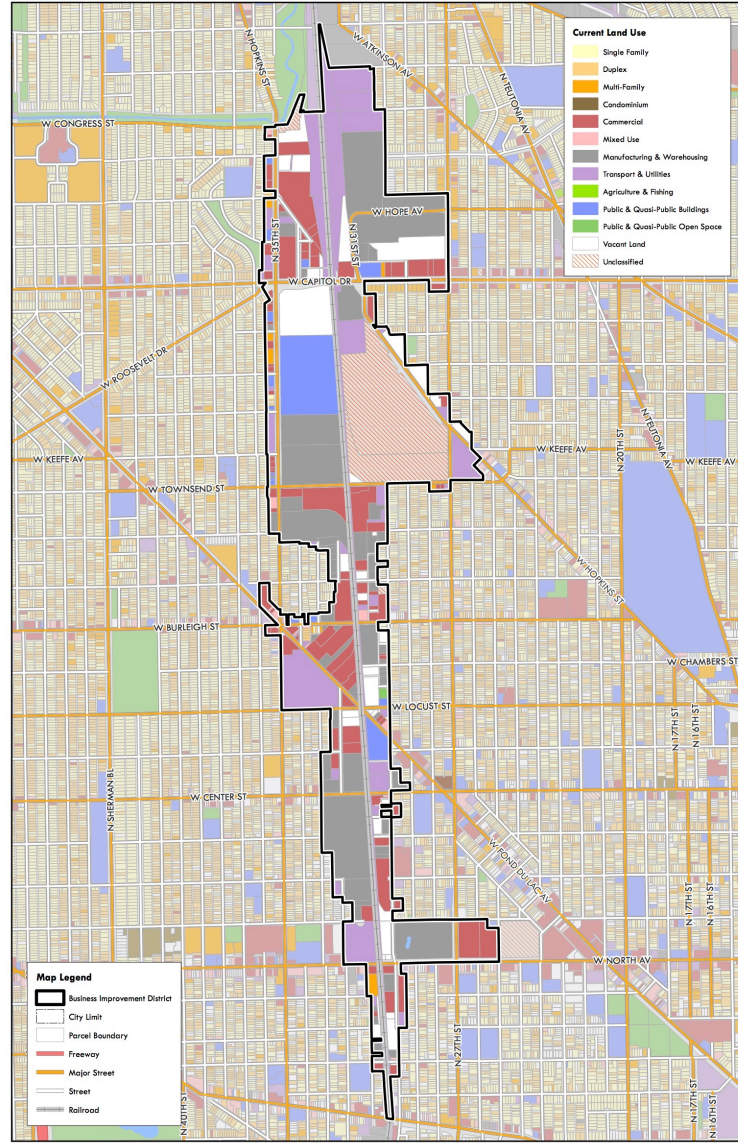 N HOPKINS ST
W ATKINSON AV
N TEUTONIA AV
W CONGRESS ST
Current Land Use
Single Family
Duplex
Multi-Family
Condominium
Commercial
Mixed Use
Manufacturing & Warehousing
Transport & Utilities
Agriculture & Fishing
Public & Quasi-Public Buildings
Public & Quasi-Public Open Space
Vacant Land
Unclassified
N 35TH ST
N 31ST ST
W HOPE AV
W CAPITOL DR
W ROOSEVELT DR
W KEEFE AV
W KEEFE AV
W KEEFE AV
N 20TH ST
N TEUTONIA AV
W TOWNSEND ST
W HOPKINS ST
W BURLEIGH ST
W CHAMBERS ST
W LOCUST ST
N 17TH ST
N 16TH ST
N SHERMAN BL
W CENTER ST
W FOND DU LAC AV
N 17TH ST
N 16TH ST
W NORTH AV
N 27TH ST
N 40TH ST
N 17TH ST
N 16TH ST
Map Legend
Business Improvement District
City Limit
Parcel Boundary
Freeway
Major Street
Street
Railroad